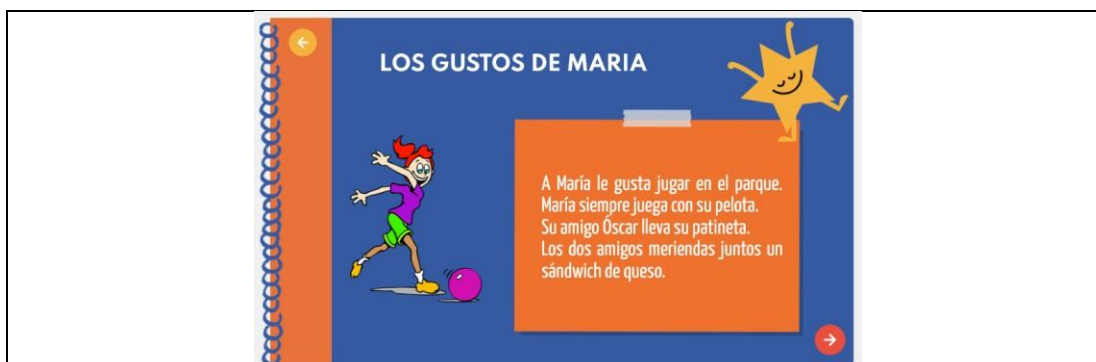 LOS GUSTOS DE MARIA
A María le gusta jugar en el parque.
María siempre juega con su pelota.
Su amigo Óscar lleva su patineta.
Los dos amigos meriendas juntos un
sándwich de queso.